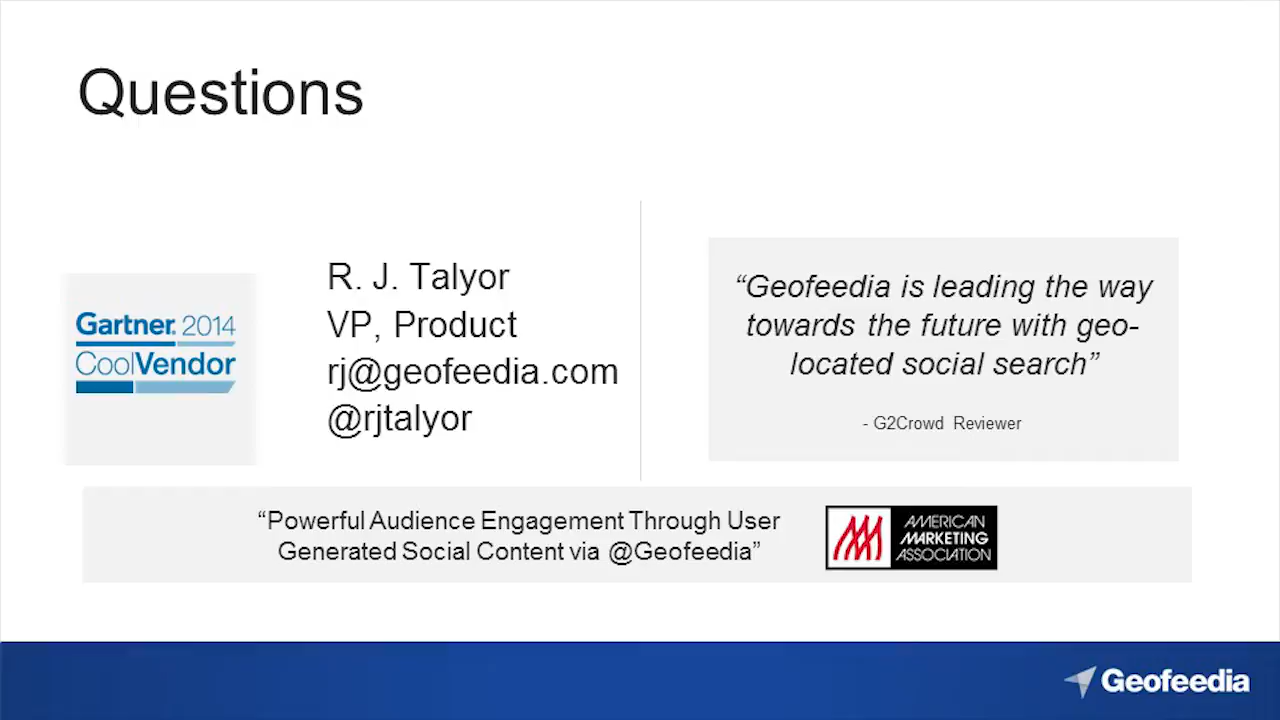 Questions
Gartner. 2014
CoolVendor
R. J. Talyor
VP, Product
rj@geofeedia.com
@rjtalyor
“Geofeedia is leading the way
towards the future with geo-
located social search”
- G2Crowd Reviewer
“Powerful Audience Engagement Through User
Generated Social Content via @Geofeedia”
AMERICAN
MARKETING
ASSOCIATION
Geofeedia